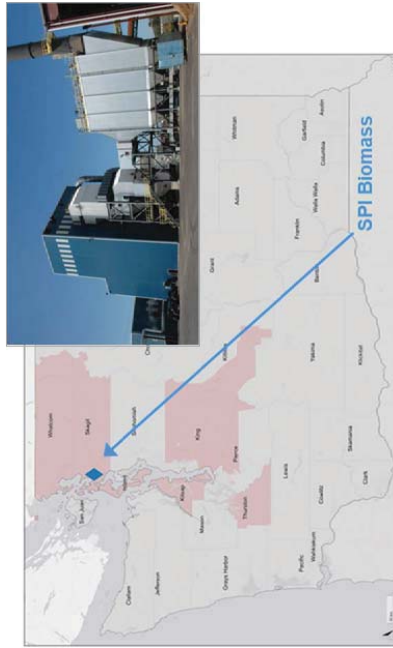 Whatcom
San Juan
Skagit
Island
Snohomish
Clallam
Jefferson
Kitsap
King
Grant
Mason
Grays Harbor
Kittitas
Adams
Whitman
Thurston
Pierce
Pacific
Lewis
Yakima
Franklin
Garfield
Wahkiakum
Cowlitz
Benton
Walla Walla
Columbia
Asotin
Skamania
Klickitat
Clark
SPI Biomass